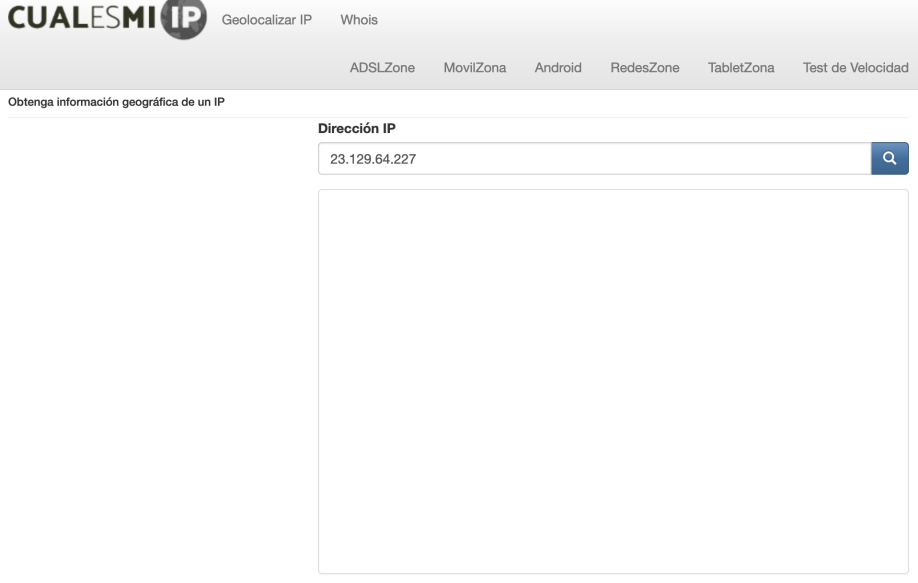 CUALESMI IP Geolocalizar IP Whois
ADSLZone MovilZona Android RedesZone TabletZona Test de Velocidad
Obtenga información geográfica de un IP
Dirección IP
23.129.64.227